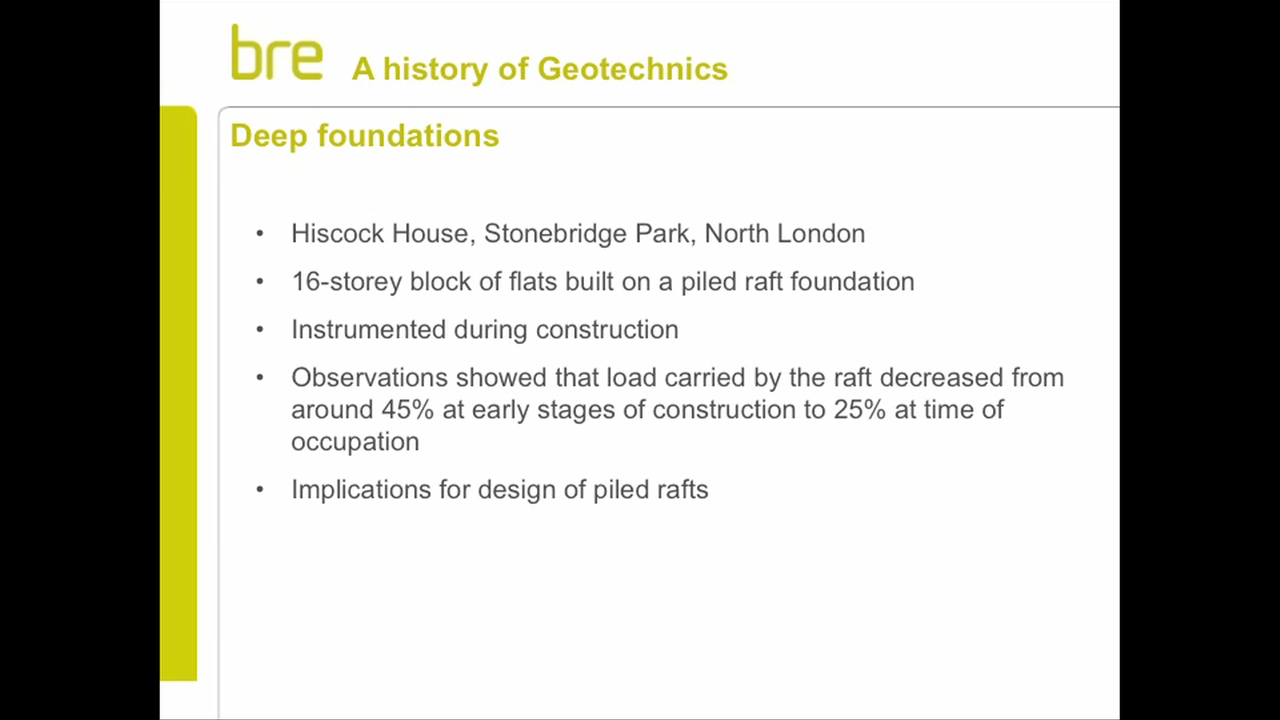 bre
A history of Geotechnics
Deep foundations
• Hiscock House, Stonebridge Park, North London
• 16-storey block of flats built on a piled raft foundation
• Instrumented during construction
• Observations showed that load carried by the raft decreased from
around 45% at early stages of construction to 25% at time of
occupation
• Implications for design of piled rafts